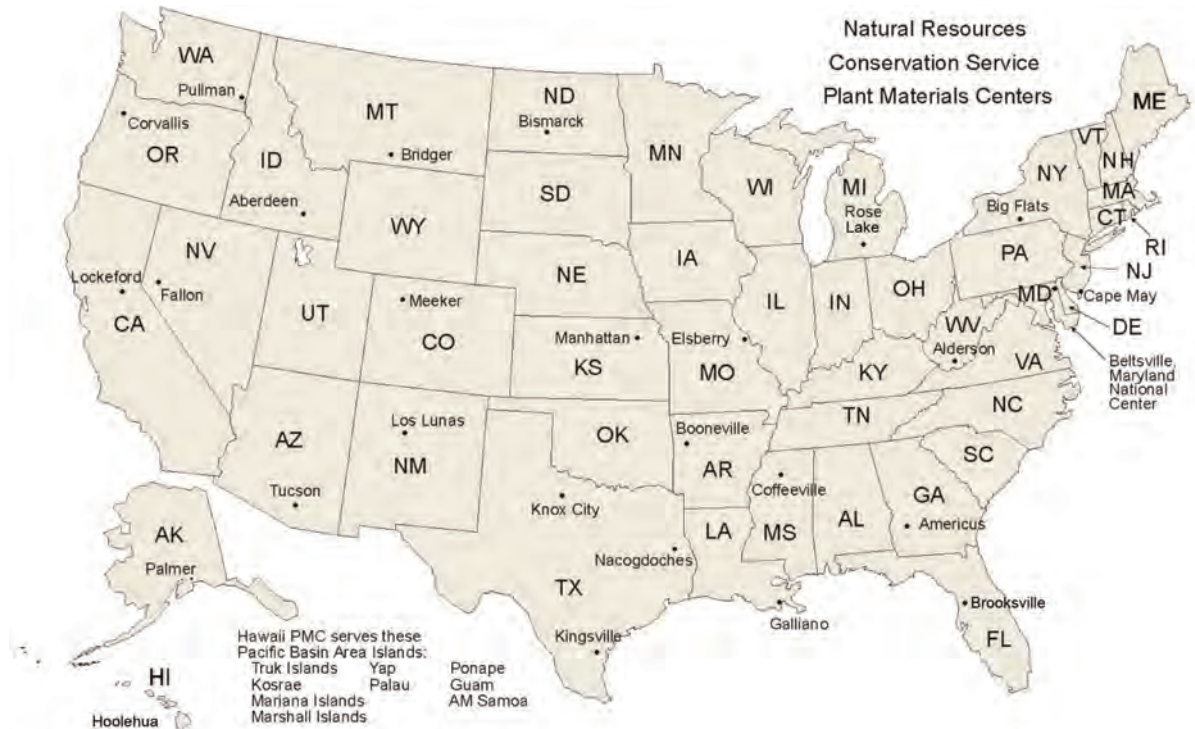 Natural Resources
Conservation Service
Plant Materials Centers
WA
Pullman
Corvallis
OR
ID
Aberdeen
MT
Bridger
ND
Bismarck
SD
WY
MN
WI
MI
Rose
Lake
NY
Big Flats
VT
NH
ME
MA
CT
RI
NJ
Cape May
DE
Beltsville,
Maryland
National
Center
PA
MD
OH
IN
IL
IA
NE
NV
Lockeford
Fallon
CA
UT
Meeker
CO
Manhattan
KS
Elsberry
MO
KY
WV
Alderson
VA
NC
TN
SC
AZ
Tucson
Los Lunas
NM
OK
Booneville
AR
Coffeeville
MS
AL
GA
Americus
Knox City
Nacogdoches
TX
Kingsville
LA
Galliano
Brooksville
FL
AK
Palmer
HI
Hoolehua
Hawaii PMC serves these
Pacific Basin Area Islands:
Truk Islands Yap Ponape
Kosrae Palau Guam
Mariana Islands AM Samoa
Marshall Islands